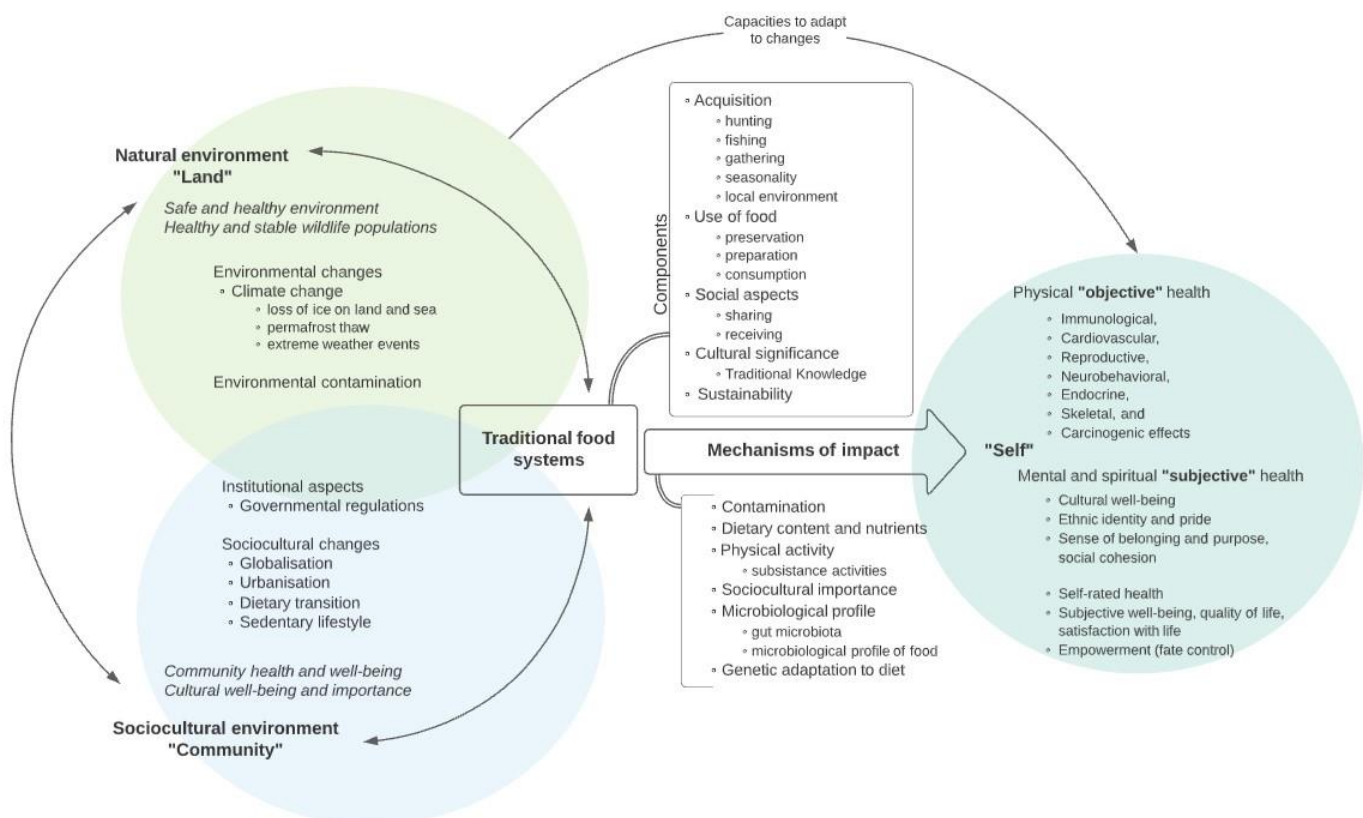 Capacities to adapt
to changes
Natural environment
"Land"
Safe and healthy environment
Healthy and stable wildlife populations
Environmental changes
▫ Climate change
▫ loss of ice on land and sea
▫ permafrost thaw
▫ extreme weather events
Environmental contamination
Institutional aspects
▫ Governmental regulations
Sociocultural changes
▫ Globalisation
▫ Urbanisation
▫ Dietary transition
▫ Sedentary lifestyle
Community health and well-being
Cultural well-being and importance
Sociocultural environment
"Community"
Traditional food
systems
Components
▫ Acquisition
▫ hunting
▫ fishing
▫ gathering
▫ seasonality
▫ local environment
▫ Use of food
▫ preservation
▫ preparation
▫ consumption
▫ Social aspects
▫ sharing
▫ receiving
▫ Cultural significance
▫ Traditional Knowledge
▫ Sustainability
Mechanisms of impact
▫ Contamination
▫ Dietary content and nutrients
▫ Physical activity
▫ subsistance activities
▫ Sociocultural importance
▫ Microbiological profile
▫ gut microbiota
▫ microbiological profile of food
▫ Genetic adaptation to diet
"Self"
Physical "objective" health
▫ Immunological,
▫ Cardiovascular,
▫ Reproductive,
▫ Neurobehavioral,
▫ Endocrine,
▫ Skeletal, and
▫ Carcinogenic effects
Mental and spiritual "subjective" health
▫ Cultural well-being
▫ Ethnic identity and pride
▫ Sense of belonging and purpose,
social cohesion
▫ Self-rated health
▫ Subjective well-being, quality of life,
satisfaction with life
▫ Empowerment (fate control)